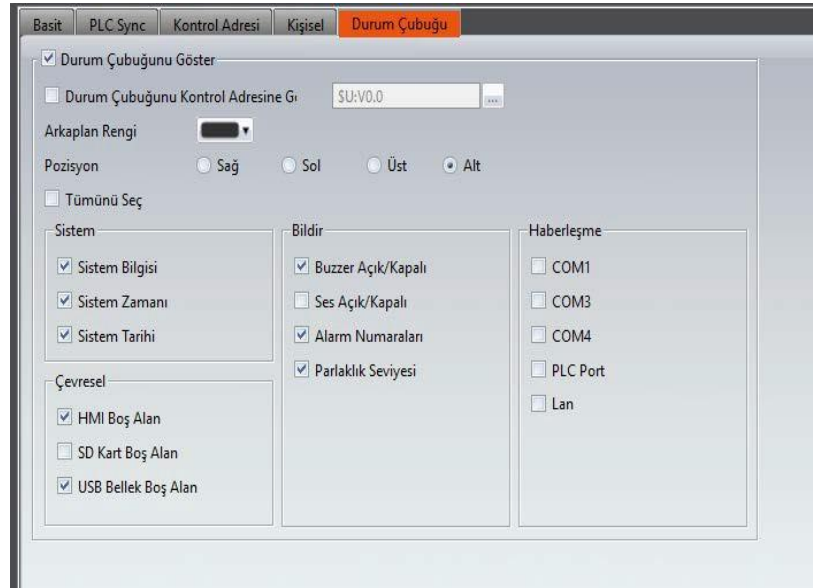 Basit PLC Sync Kontrol Adresi Kişisel Durum Çubuğu
Durum Çubuğunu Göster
Durum Çubuğunu Kontrol Adresine Gı $U:V0.0 ...
Arkaplan Rengi
Pozisyon Sağ Sol Üst Alt
Tümünü Seç
Sistem
Sistem Bilgisi
Sistem Zamanı
Sistem Tarihi
Çevresel
HMI Boş Alan
SD Kart Boş Alan
USB Bellek Boş Alan
Bildir
Buzzer Açık/Kapalı
Ses Açık/Kapalı
Alarm Numaraları
Parlaklık Seviyesi
Haberleşme
COM1
COM3
COM4
PLC Port
Lan